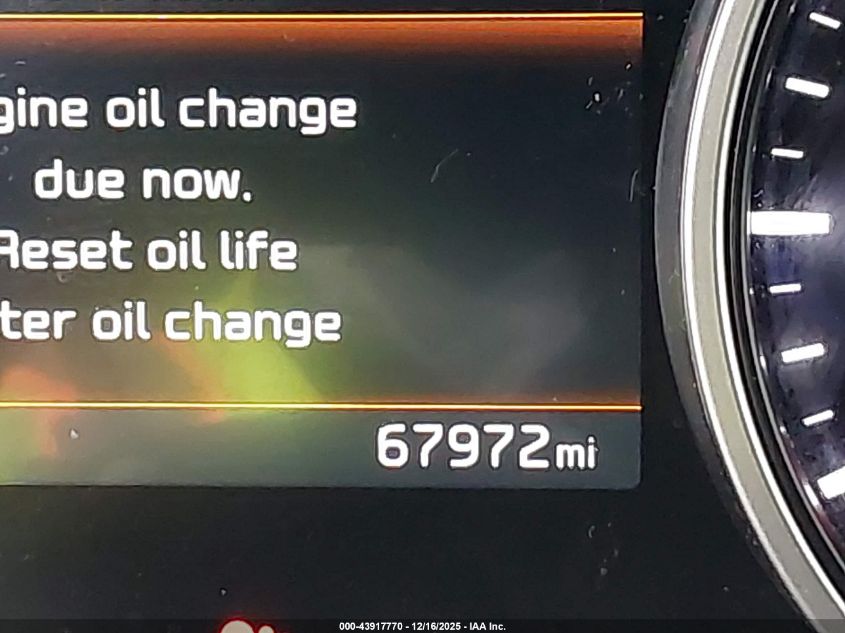 gine oil change
due now.
Reset oil life
ter oil change
67972mi
000-43917770 - 12/16/2025 - IAA Inc.